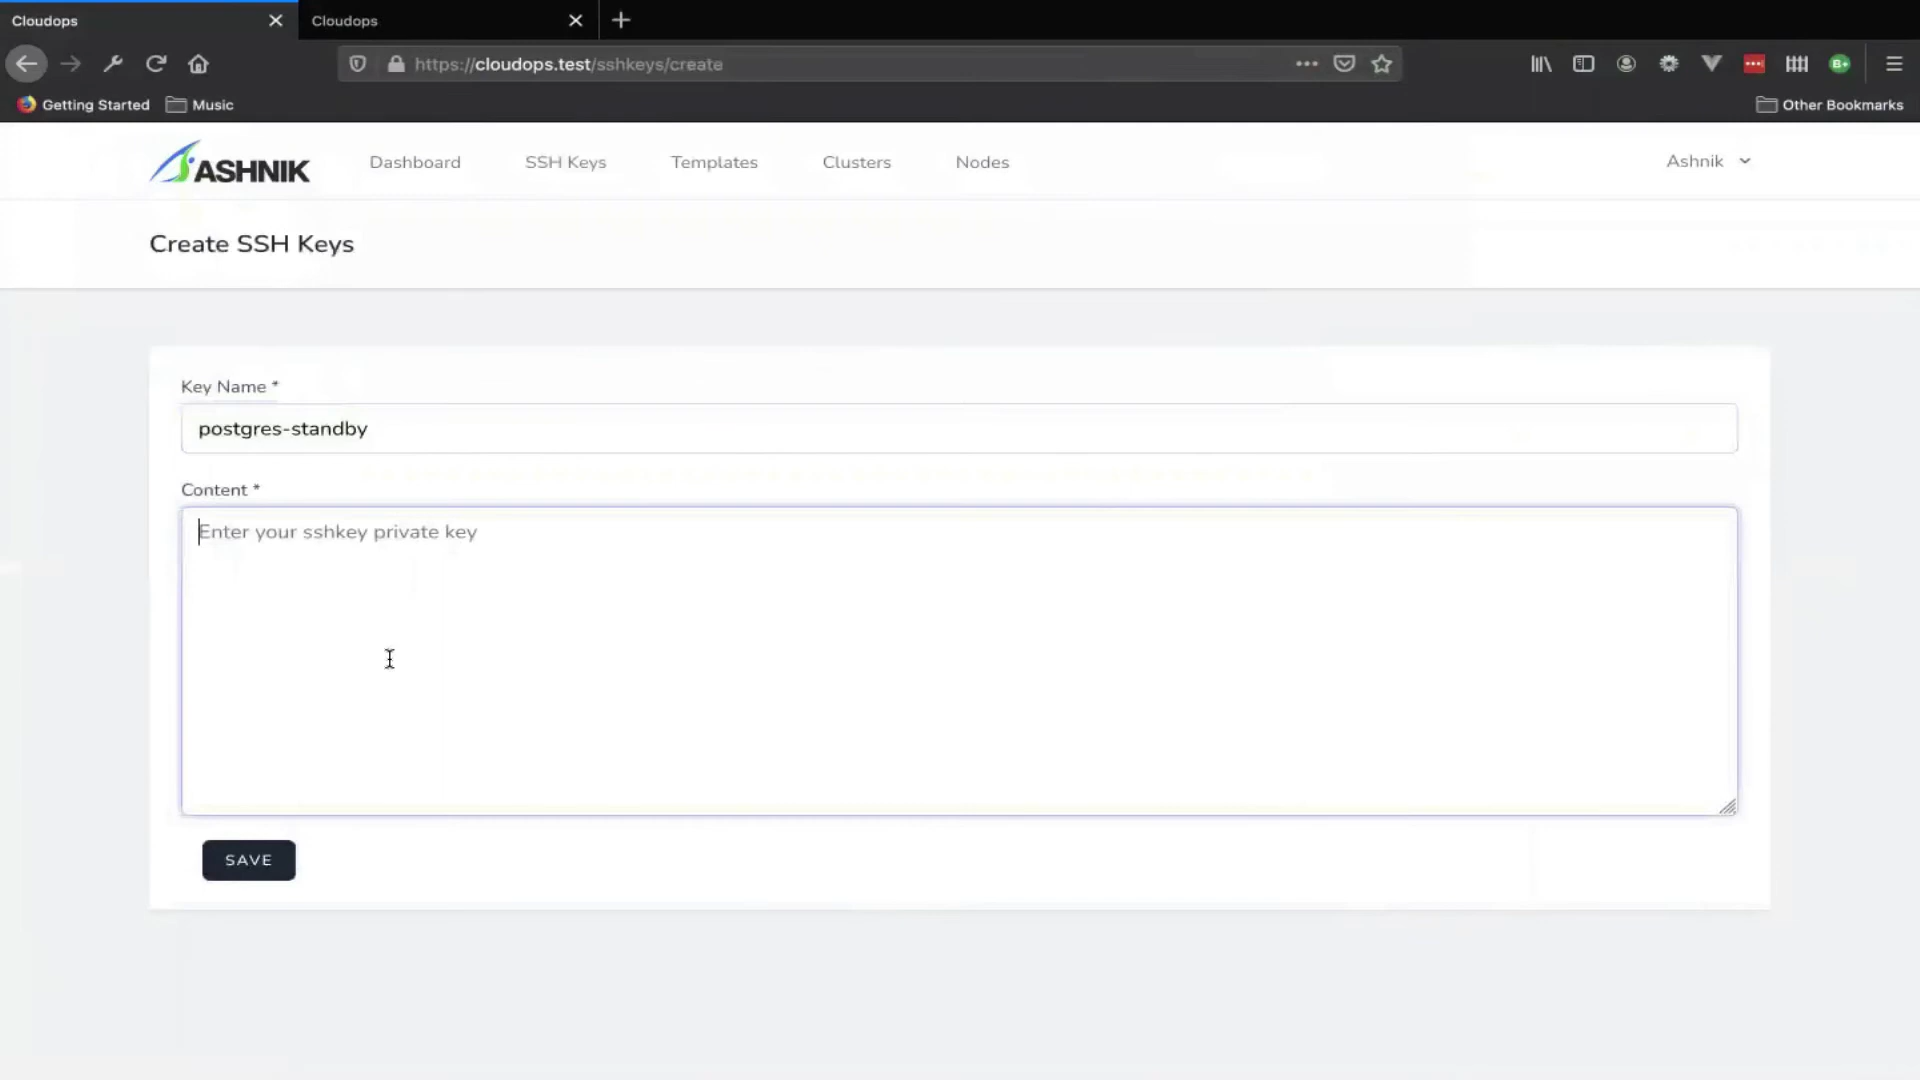 Cloudops
Cloudops
https://cloudops.test/sshkeys/create
B+
Getting Started
Music
Other Bookmarks
ASHNIK
Dashboard
SSH Keys
Templates
Clusters
Nodes
Ashnik
Create SSH Keys
Key Name *
postgres-standby
Content *
Enter your sshkey private key
SAVE